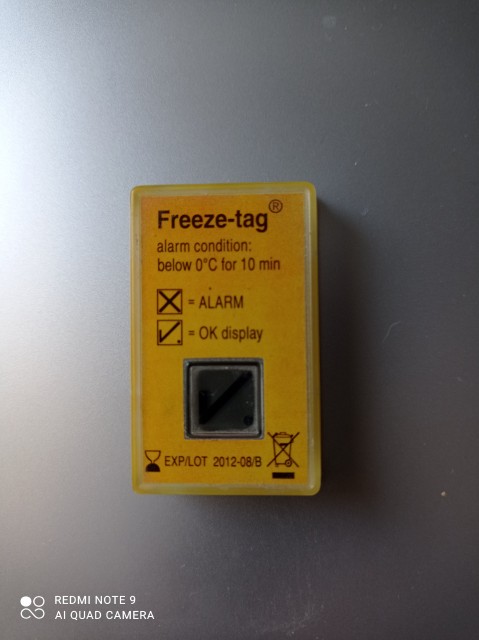 Freeze-tag®
alarm condition:
below 0°C for 10 min
= ALARM
= OK display
EXP/LOT 2012-08/B
REDMI NOTE 9
AI QUAD CAMERA